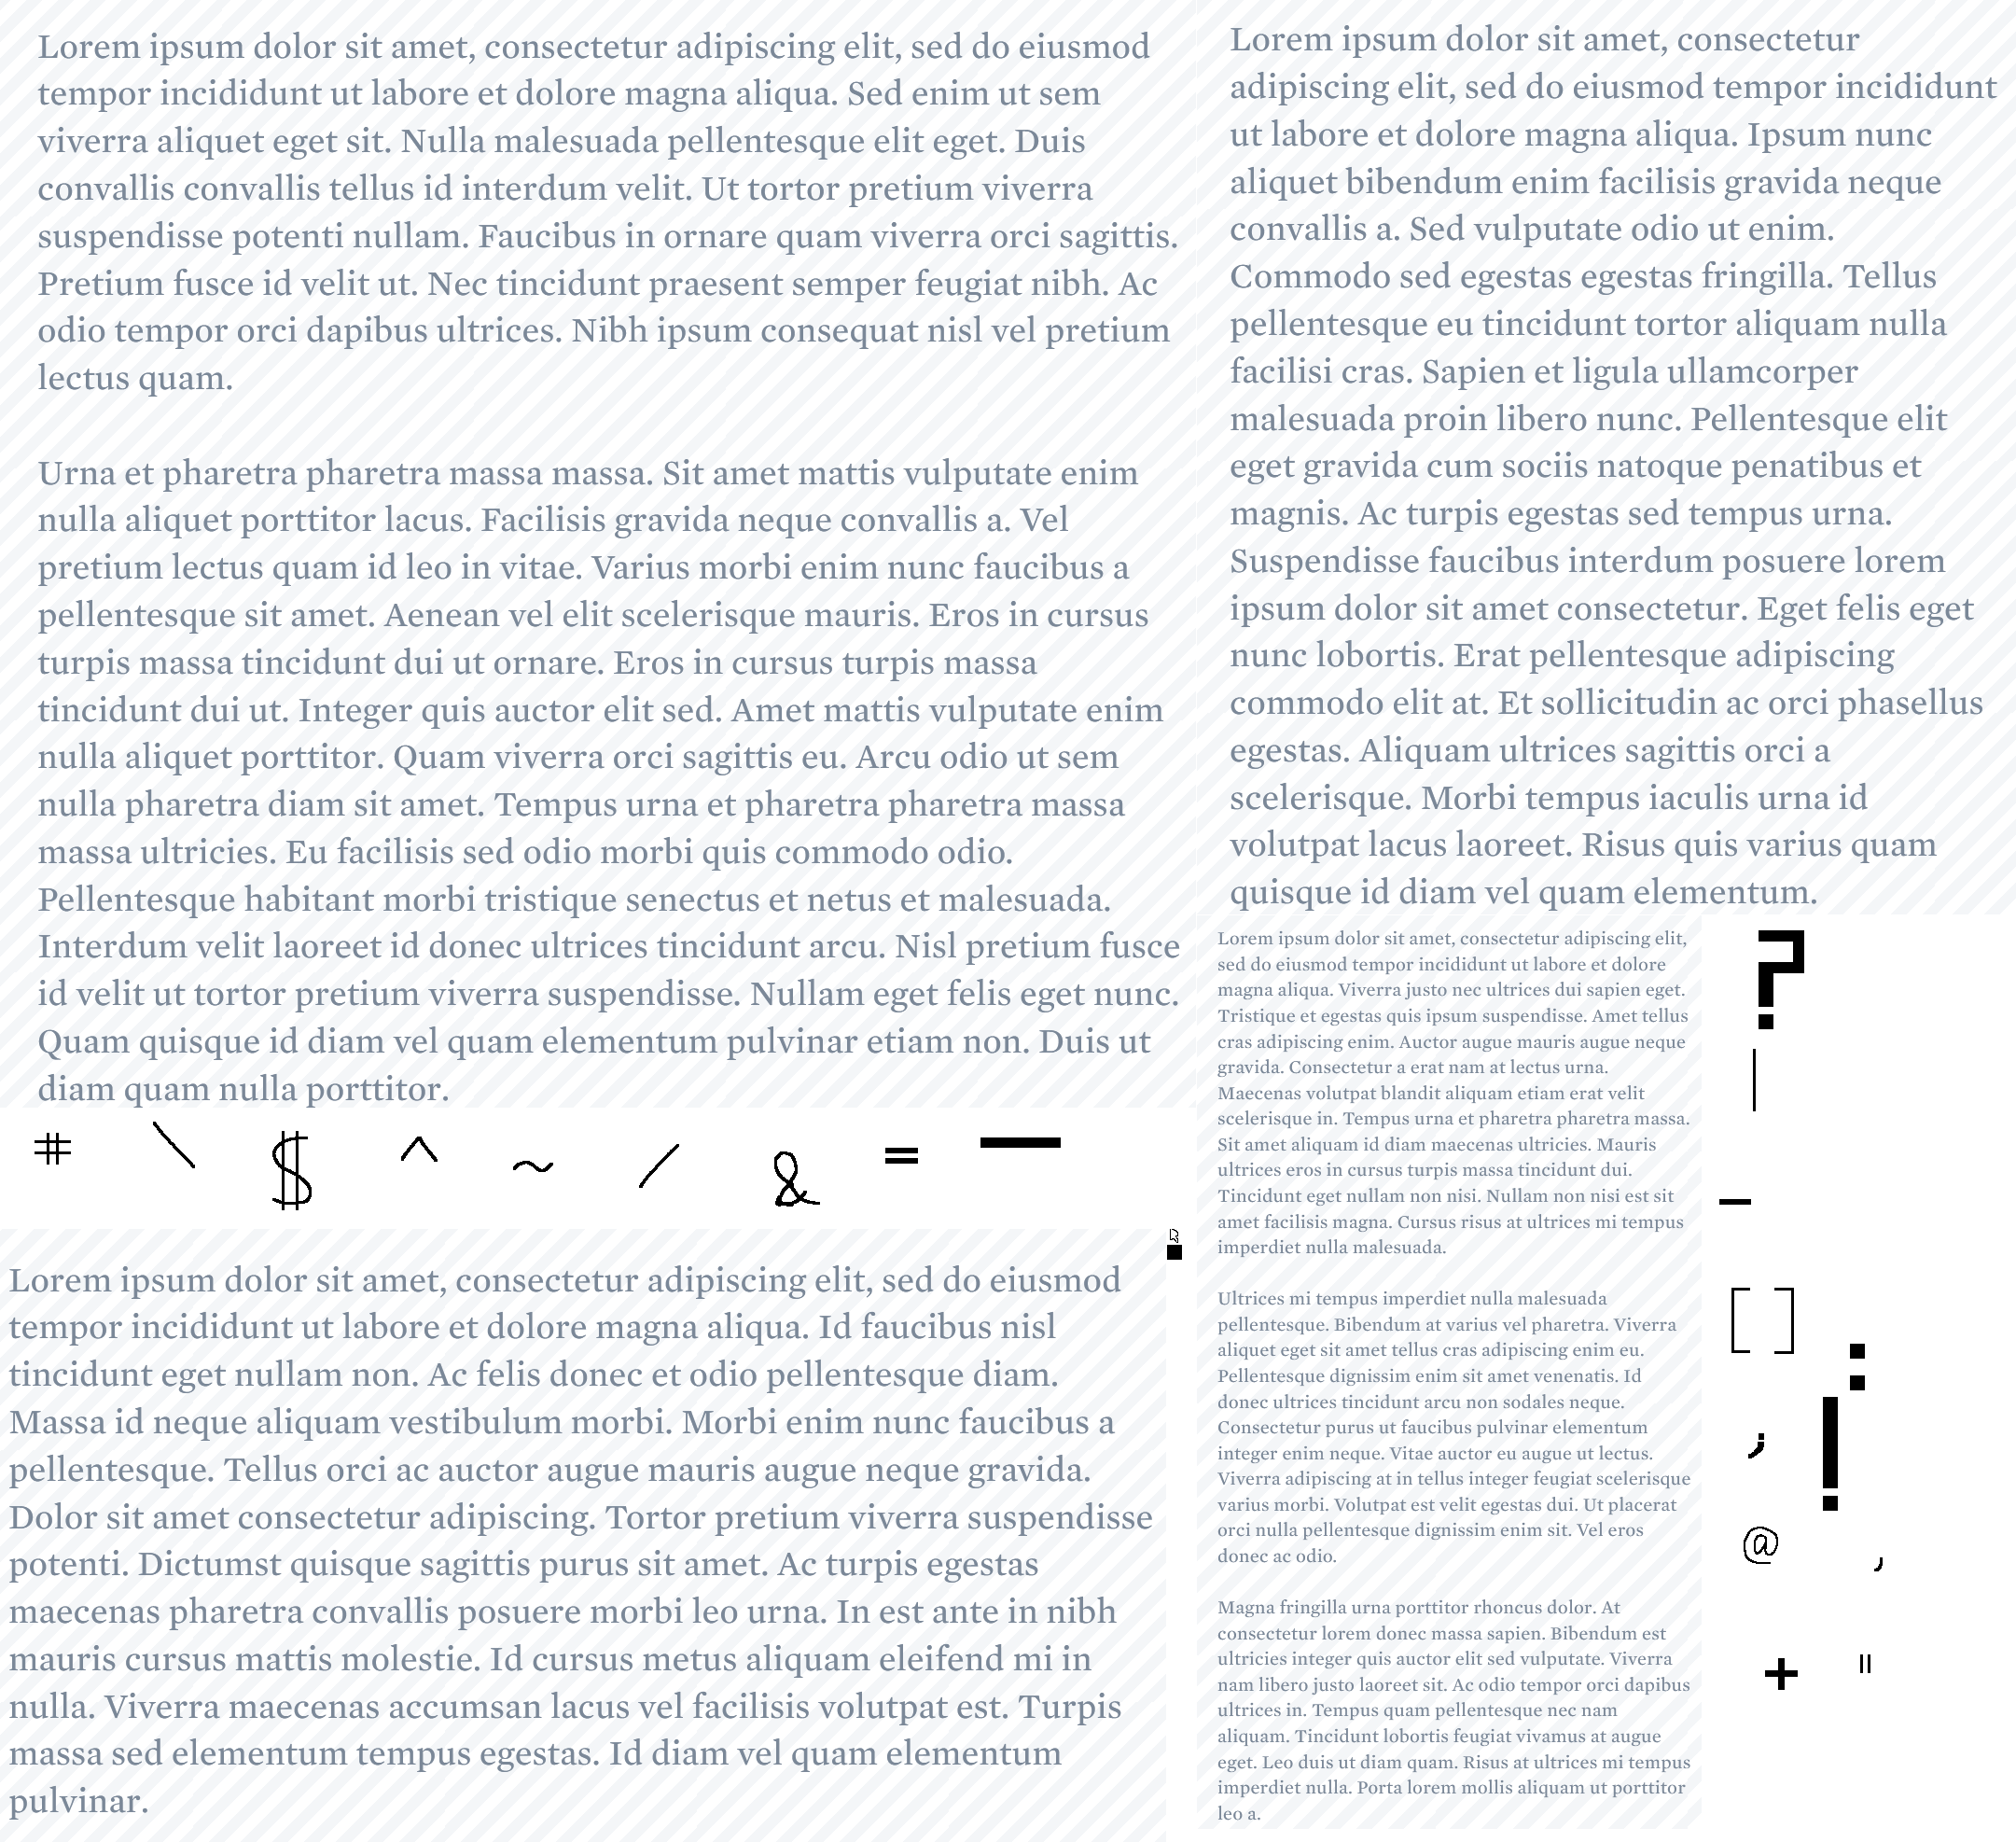 Lorem ipsum dolor sit amet, consectetur adipiscing elit, sed do eiusmod
tempor incididunt ut labore et dolore magna aliqua. Sed enim ut sem
viverra aliquet eget sit. Nulla malesuada pellentesque elit eget. Duis
convallis convallis tellus id interdum velit. Ut tortor pretium viverra
suspendisse potenti nullam. Faucibus in ornare quam viverra orci sagittis.
Pretium fusce id velit ut. Nec tincidunt praesent semper feugiat nibh. Ac
odio tempor orci dapibus ultrices. Nibh ipsum consequat nisl vel pretium
lectus quam.
Urna et pharetra pharetra massa massa. Sit amet mattis vulputate enim
nulla aliquet porttitor lacus. Facilisis gravida neque convallis a. Vel
pretium lectus quam id leo in vitae. Varius morbi enim nunc faucibus a
pellentesque sit amet. Aenean vel elit scelerisque mauris. Eros in cursus
turpis massa tincidunt dui ut ornare. Eros in cursus turpis massa
tincidunt dui ut. Integer quis auctor elit sed. Amet mattis vulputate enim
nulla aliquet porttitor. Quam viverra orci sagittis eu. Arcu odio ut sem
nulla pharetra diam sit amet. Tempus urna et pharetra pharetra massa
massa ultricies. Eu facilisis sed odio morbi quis commodo odio.
Pellentesque habitant morbi tristique senectus et netus et malesuada.
Interdum velit laoreet id donec ultrices tincidunt arcu. Nisl pretium fusce
id velit ut tortor pretium viverra suspendisse. Nullam eget felis eget nunc.
Quam quisque id diam vel quam elementum pulvinar etiam non. Duis ut
diam quam nulla porttitor.
# \ $ ^ ~ / & = —
.
Lorem ipsum dolor sit amet, consectetur adipiscing elit, sed do eiusmod
tempor incididunt ut labore et dolore magna aliqua. Id faucibus nisl
tincidunt eget nullam non. Ac felis donec et odio pellentesque diam.
Massa id neque aliquam vestibulum morbi. Morbi enim nunc faucibus a
pellentesque. Tellus orci ac auctor augue mauris augue neque gravida.
Dolor sit amet consectetur adipiscing. Tortor pretium viverra suspendisse
potenti. Dictumst quisque sagittis purus sit amet. Ac turpis egestas
maecenas pharetra convallis posuere morbi leo urna. In est ante in nibh
mauris cursus mattis molestie. Id cursus metus aliquam eleifend mi in
nulla. Viverra maecenas accumsan lacus vel facilisis volutpat est. Turpis
massa sed elementum tempus egestas. Id diam vel quam elementum
pulvinar.
Lorem ipsum dolor sit amet, consectetur
adipiscing elit, sed do eiusmod tempor incididunt
ut labore et dolore magna aliqua. Ipsum nunc
aliquet bibendum enim facilisis gravida neque
convallis a. Sed vulputate odio ut enim.
Commodo sed egestas egestas fringilla. Tellus
pellentesque eu tincidunt tortor aliquam nulla
facilisi cras. Sapien et ligula ullamcorper
malesuada proin libero nunc. Pellentesque elit
eget gravida cum sociis natoque penatibus et
magnis. Ac turpis egestas sed tempus urna.
Suspendisse faucibus interdum posuere lorem
ipsum dolor sit amet consectetur. Eget felis eget
nunc lobortis. Erat pellentesque adipiscing
commodo elit at. Et sollicitudin ac orci phasellus
egestas. Aliquam ultrices sagittis orci a
scelerisque. Morbi tempus iaculis urna id
volutpat lacus laoreet. Risus quis varius quam
quisque id diam vel quam elementum.
Lorem ipsum dolor sit amet, consectetur adipiscing elit,
sed do eiusmod tempor incididunt ut labore et dolore
magna aliqua. Viverra justo nec ultrices dui sapien eget.
Tristique et egestas quis ipsum suspendisse. Amet tellus
cras adipiscing enim. Auctor augue mauris augue neque
gravida. Consectetur a erat nam at lectus urna.
Maecenas volutpat blandit aliquam etiam erat velit
scelerisque in. Tempus urna et pharetra pharetra massa.
Sit amet aliquam id diam maecenas ultricies. Mauris
ultrices eros in cursus turpis massa tincidunt dui.
Tincidunt eget nullam non nisi. Nullam non nisi est sit
amet facilisis magna. Cursus risus at ultrices mi tempus
imperdiet nulla malesuada.
Ultrices mi tempus imperdiet nulla malesuada
pellentesque. Bibendum at varius vel pharetra. Viverra
aliquet eget sit amet tellus cras adipiscing enim eu.
Pellentesque dignissim enim sit amet venenatis. Id
donec ultrices tincidunt arcu non sodales neque.
Consectetur purus ut faucibus pulvinar elementum
integer enim neque. Vitae auctor eu augue ut lectus.
Viverra adipiscing at in tellus integer feugiat scelerisque
varius morbi. Volutpat est velit egestas dui. Ut placerat
orci nulla pellentesque dignissim enim sit. Vel eros
donec ac odio.
Magna fringilla urna porttitor rhoncus dolor. At
consectetur lorem donec massa sapien. Bibendum est
ultricies integer quis auctor elit sed vulputate. Viverra
nam libero justo laoreet sit. Ac odio tempor orci dapibus
ultrices in. Tempus quam pellentesque nec nam
aliquam. Tincidunt lobortis feugiat vivamus at augue
eget. Leo duis ut diam quam. Risus at ultrices mi tempus
imperdiet nulla. Porta lorem mollis aliquam ut porttitor
leo a.
?
|
-
[ ]
:
; !
@ ,
+ "